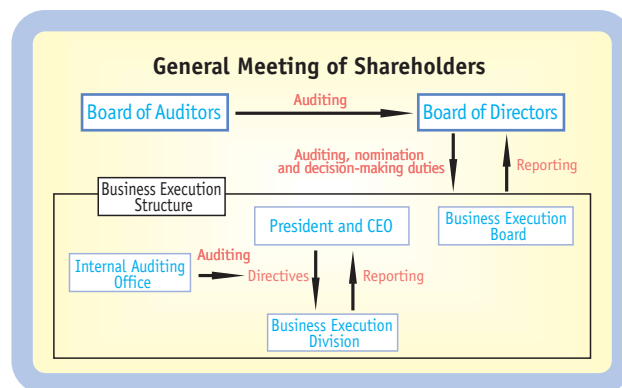 General Meeting of Shareholders
Auditing
Board of Auditors
Board of Directors
Auditing, nomination
and decision-making duties
Reporting
Business Execution
Structure
President and CEO
Business Execution
Board
Internal Auditing
Office
Auditing
Directives
Reporting
Business Execution
Division